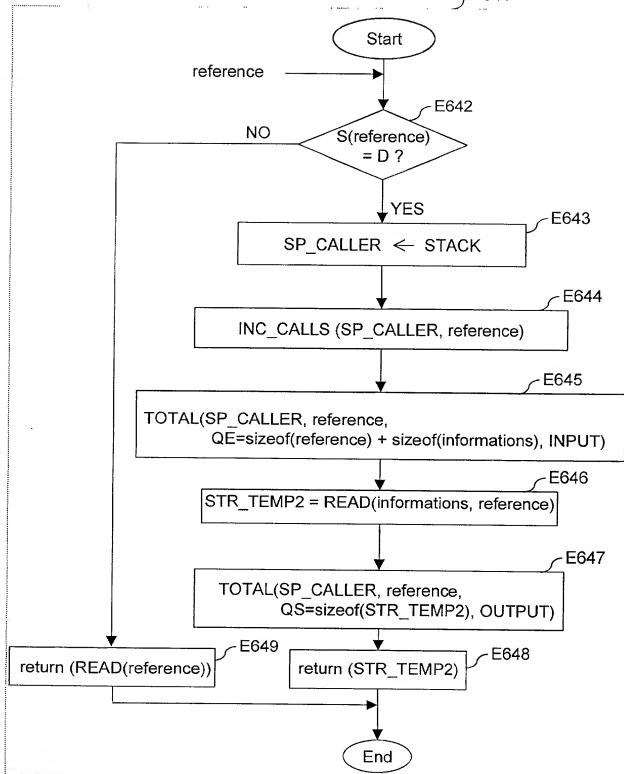 Start
reference
E642
NO
S(reference)
= D ?
YES
E643
SP_CALLER ← STACK
E644
INC_CALLS (SP_CALLER, reference)
E645
TOTAL(SP_CALLER, reference,
QE=sizeof(reference) + sizeof(informations), INPUT)
E646
STR_TEMP2 = READ(informations, reference)
E647
TOTAL(SP_CALLER, reference,
QS=sizeof(STR_TEMP2), OUTPUT)
E649
return (READ(reference))
E648
return (STR_TEMP2)
End